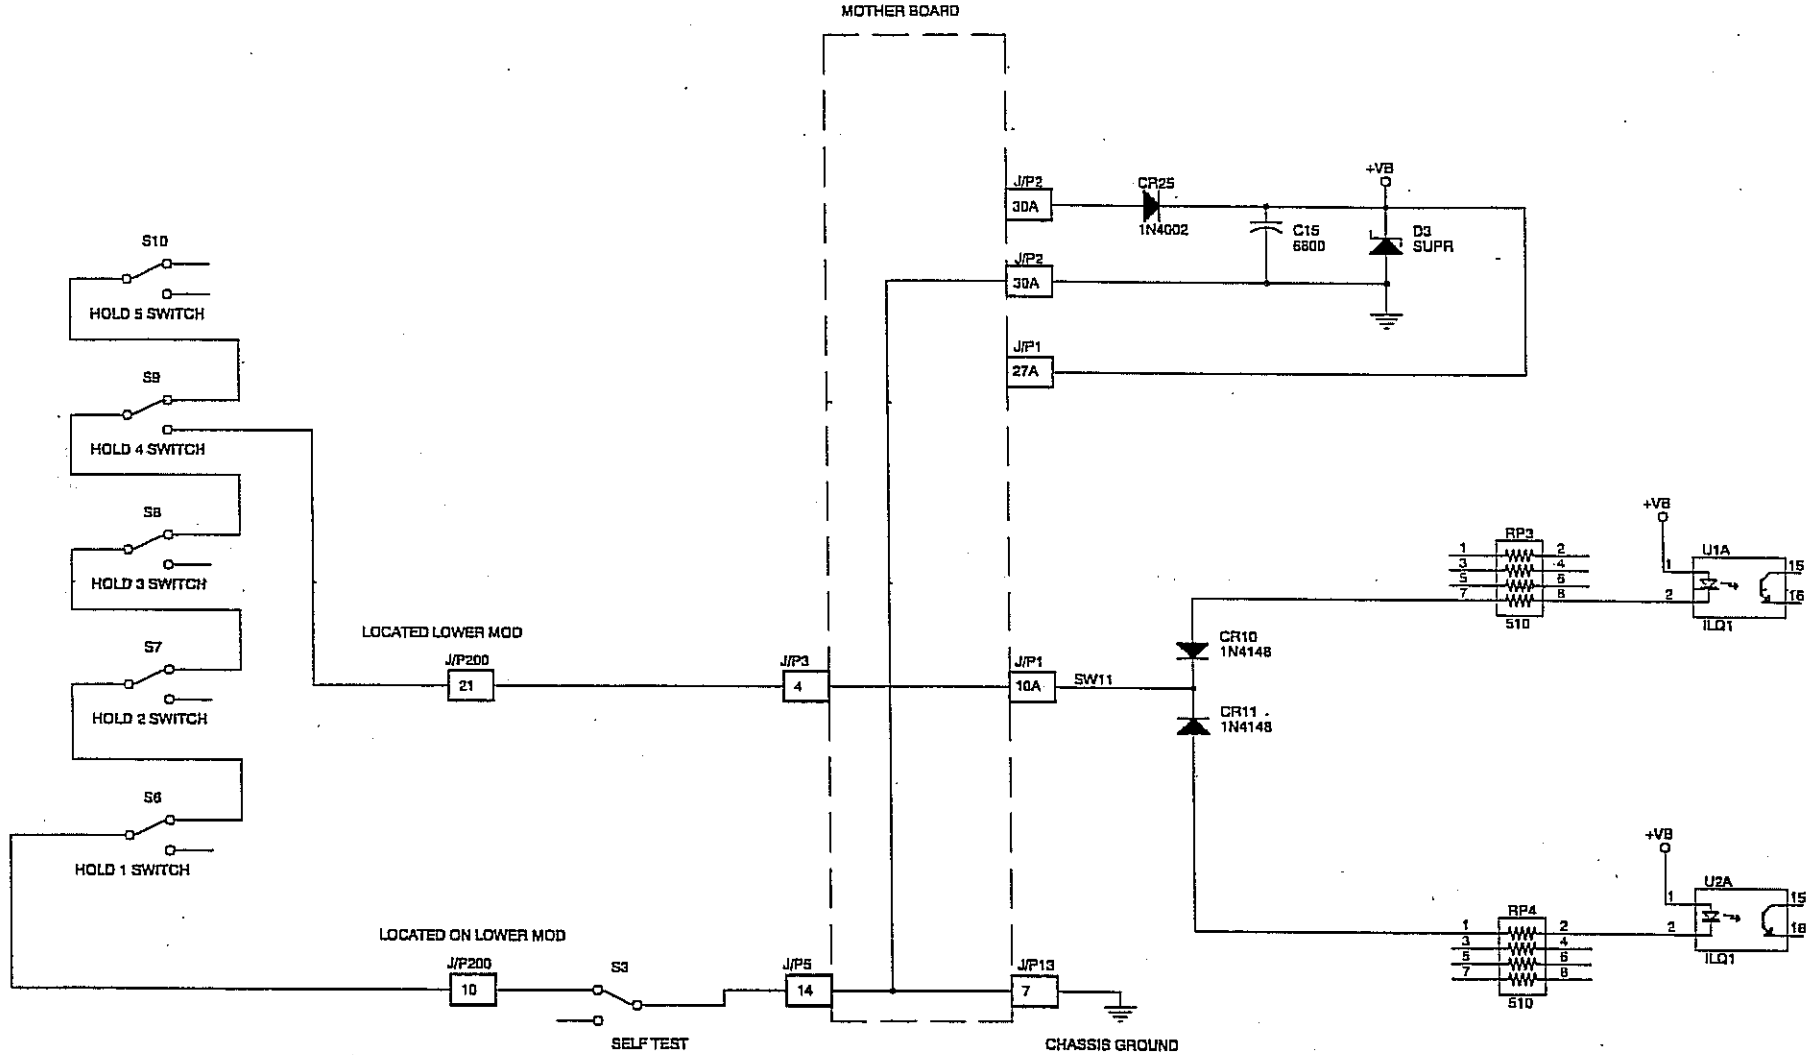 MOTHER BOARD
J/P2
30A
CR25
1N4002
+VB
C15
6800
D3
SUPR
J/P2
30A
J/P1
27A
S10
HOLD 5 SWITCH
S9
HOLD 4 SWITCH
S8
HOLD 3 SWITCH
S7
HOLD 2 SWITCH
S6
HOLD 1 SWITCH
LOCATED LOWER MOD
J/P200
21
J/P3
4
J/P1
10A
SW11
CR10
1N4148
CR11
1N4148
RP3
1 2
3 4
5 6
7 8
510
+VB
U1A
1 15
2 16
ILQ1
+VB
U2A
1 15
2 16
ILQ1
RP4
1 2
3 4
5 6
7 8
510
LOCATED ON LOWER MOD
J/P200
10
S3
SELF TEST
J/P5
14
J/P13
7
CHASSIS GROUND